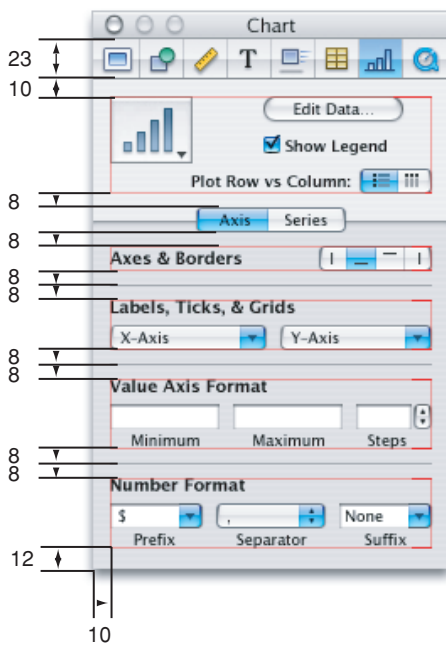 Chart
23
T
10
Edit Data...
Show Legend
Plot Row vs Column:
8
Axis Series
8
Axes & Borders
8
8
Labels, Ticks, & Grids
X-Axis Y-Axis
8
8
Value Axis Format
Minimum Maximum Steps
8
8
Number Format
$ , None
Prefix Separator Suffix
12
10